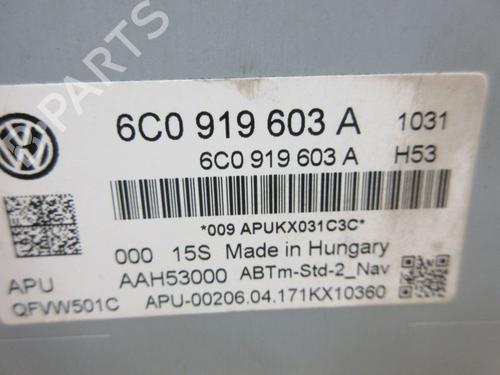 B PARTS
6C0 919 603 A 1031
6C0 919 603 A H53
*009 APUKX031C3C*
000 15S Made in Hungary
APU AAH53000 ABTm-Std-2_Nav
QFVW501C APU-00206.04.171KX10360